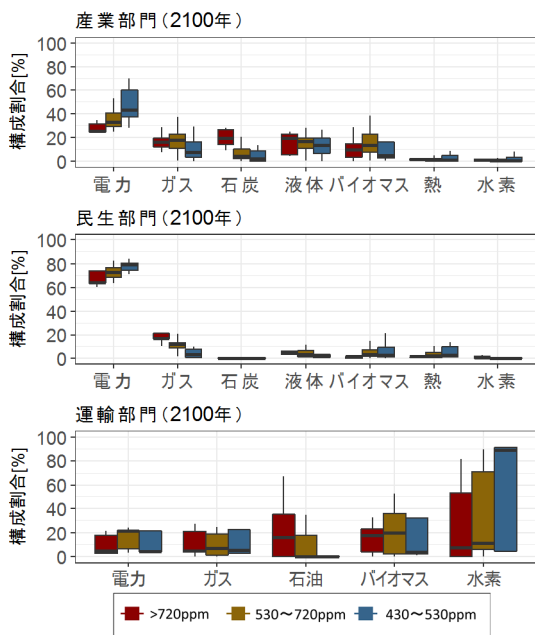 産業部門(2100年)
構成割合[%]
100
80
60
40
20
0
電力 ガス 石炭 液体 バイオマス 熱 水素
民生部門(2100年)
構成割合[%]
100
80
60
40
20
0
電力 ガス 石炭 液体 バイオマス 熱 水素
運輸部門(2100年)
構成割合[%]
100
80
60
40
20
0
電力 ガス 石油 バイオマス 水素
>720ppm 530～720ppm 430～530ppm